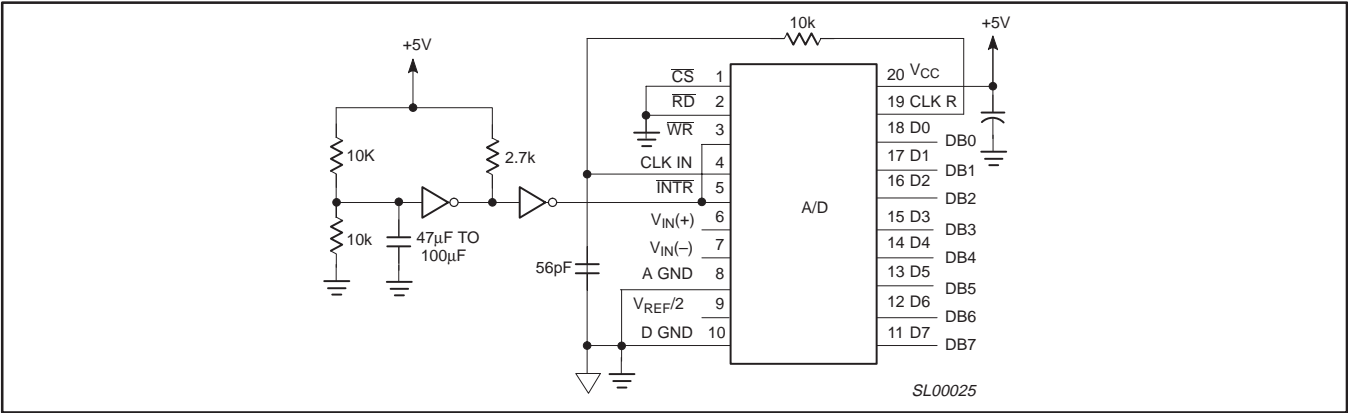 +5V
10K
10k
47μF TO
100μF
2.7k
56pF
10k
+5V
CS 1
RD 2
WR 3
CLK IN 4
INTR 5
VIN(+) 6
VIN(–) 7
A GND 8
VREF/2 9
D GND 10
A/D
20 VCC
19 CLK R
18 D0
DB0
17 D1
DB1
16 D2
DB2
15 D3
DB3
14 D4
DB4
13 D5
DB5
12 D6
DB6
11 D7
DB7
SL00025